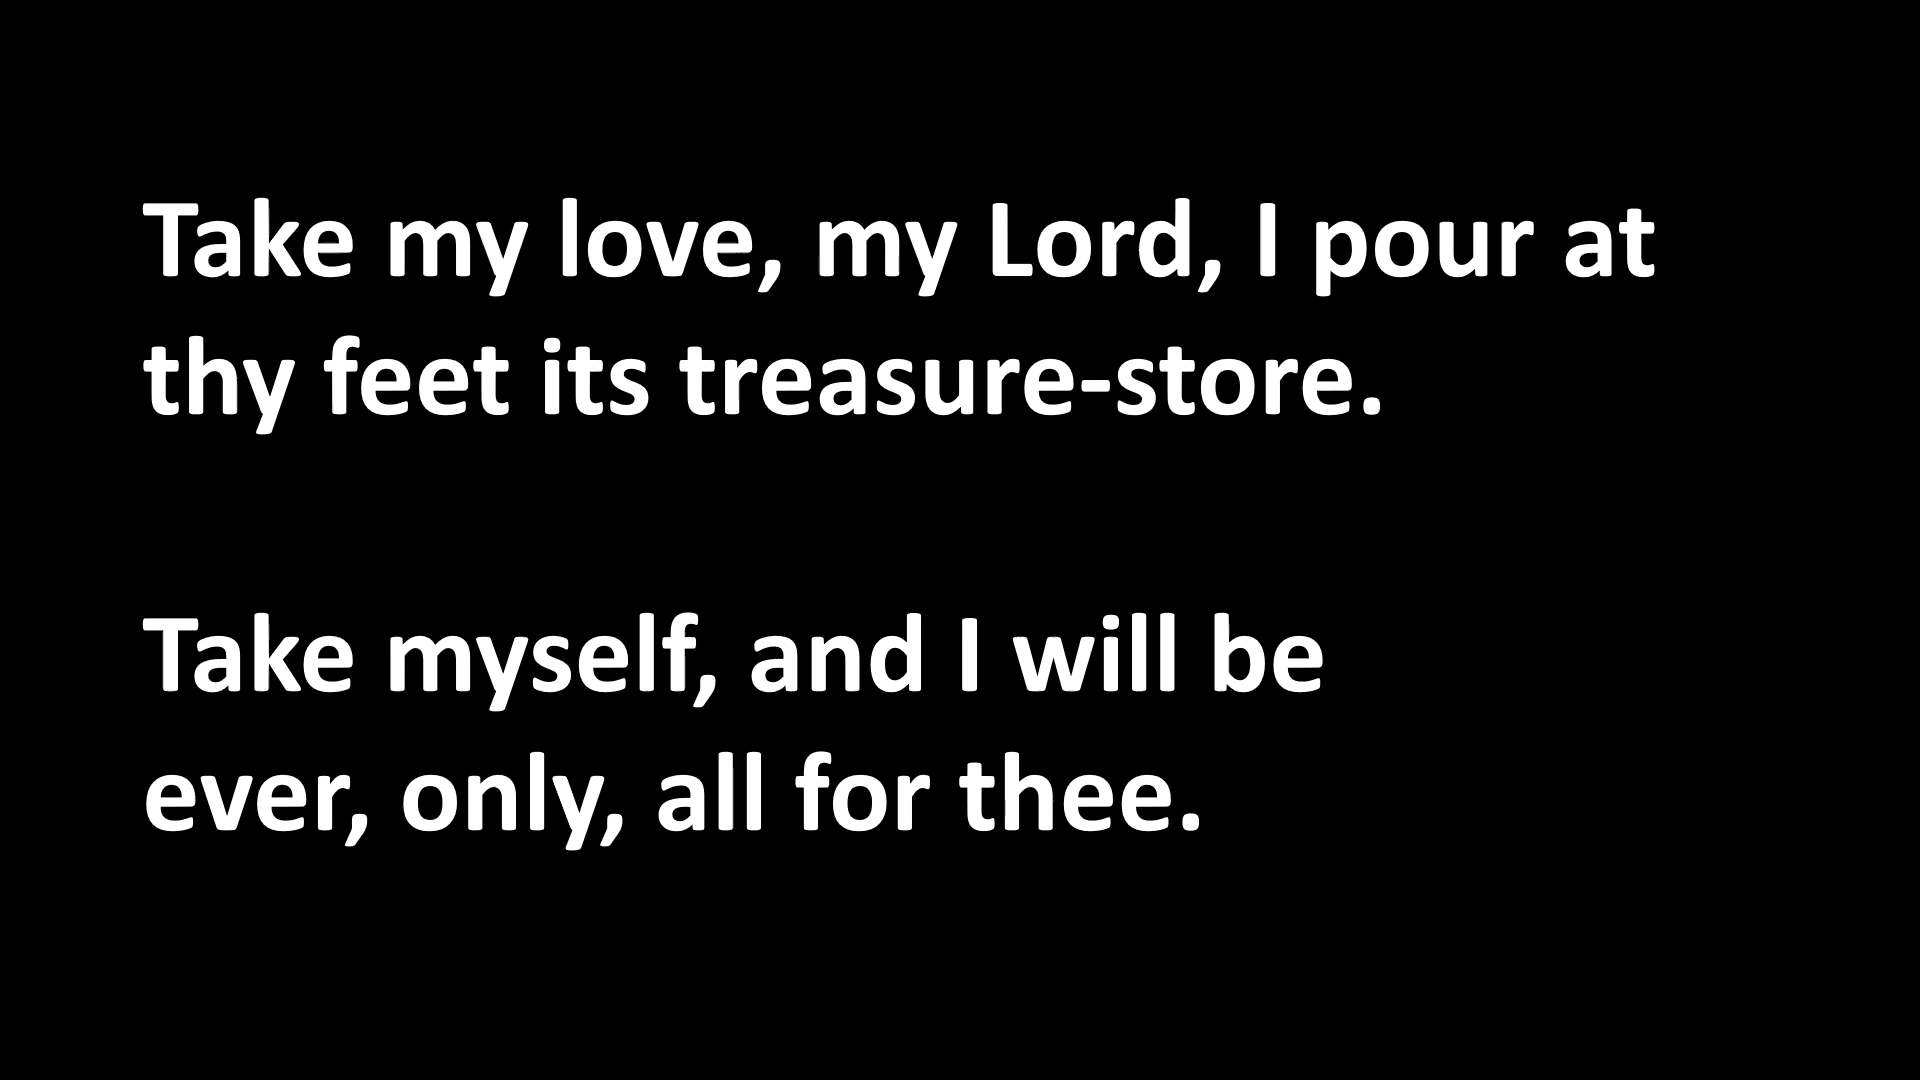 Take my love, my Lord, I pour at
thy feet its treasure-store.
Take myself, and I will be
ever, only, all for thee.